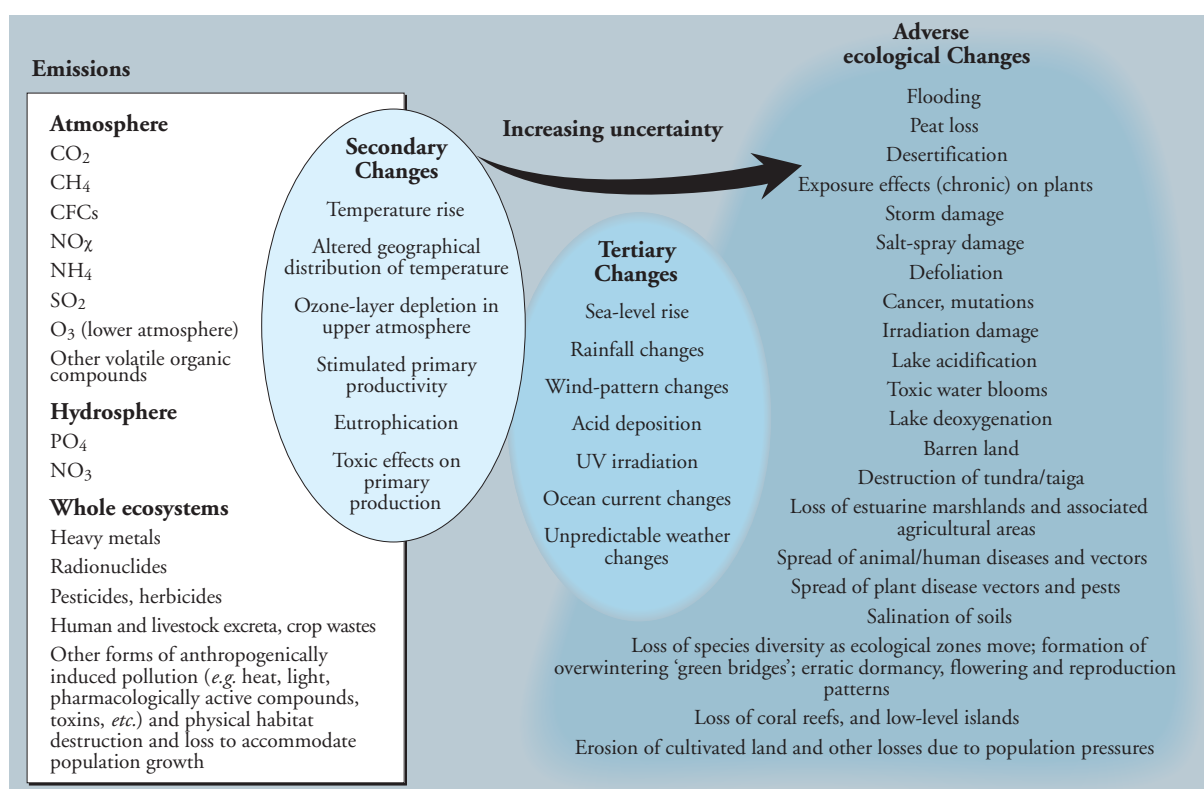 Emissions
Atmosphere
CO₂
CH₄
CFCs
NOχ
NH₄
SO₂
O₃ (lower atmosphere)
Other volatile organic
compounds
Hydrosphere
PO₄
NO₃
Whole ecosystems
Heavy metals
Radionuclides
Pesticides, herbicides
Human and livestock excreta, crop wastes
Other forms of anthropogenically
induced pollution (e.g. heat, light,
pharmacologically active compounds,
toxins, etc.) and physical habitat
destruction and loss to accommodate
population growth
Secondary
Changes
Temperature rise
Altered geographical
distribution of temperature
Ozone-layer depletion in
upper atmosphere
Stimulated primary
productivity
Eutrophication
Toxic effects on
primary
production
Increasing uncertainty
Tertiary
Changes
Sea-level rise
Rainfall changes
Wind-pattern changes
Acid deposition
UV irradiation
Ocean current changes
Unpredictable weather
changes
Adverse
ecological Changes
Flooding
Peat loss
Desertification
Exposure effects (chronic) on plants
Storm damage
Salt-spray damage
Defoliation
Cancer, mutations
Irradiation damage
Lake acidification
Toxic water blooms
Lake deoxygenation
Barren land
Destruction of tundra/taiga
Loss of estuarine marshlands and associated
agricultural areas
Spread of animal/human diseases and vectors
Spread of plant disease vectors and pests
Salination of soils
Loss of species diversity as ecological zones move; formation of
overwintering ‘green bridges’; erratic dormancy, flowering and reproduction
patterns
Loss of coral reefs, and low-level islands
Erosion of cultivated land and other losses due to population pressures